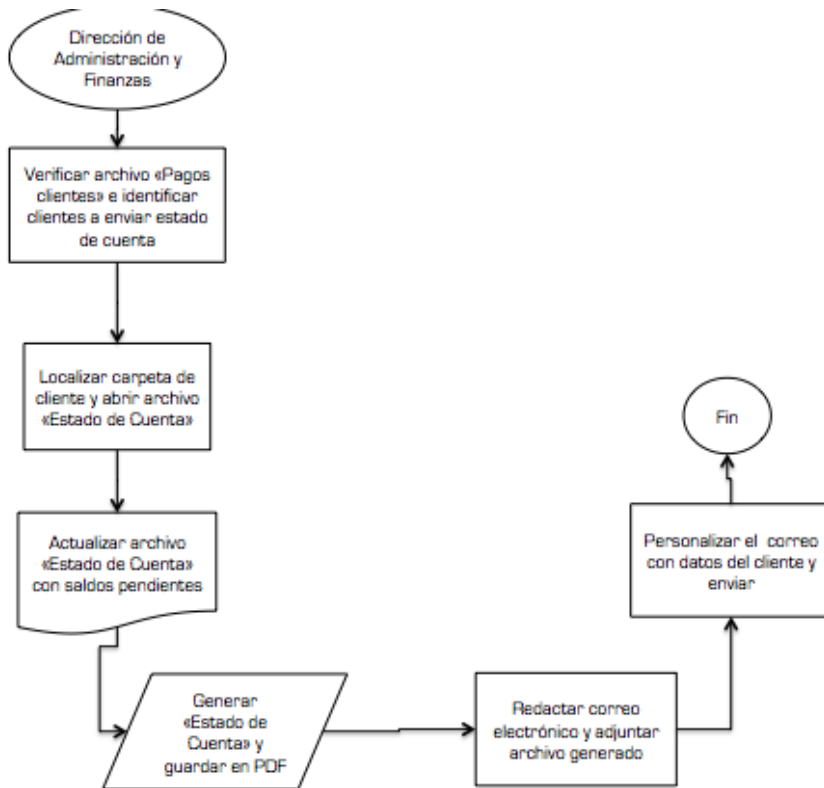 Dirección de
Administración y
Finanzas
Verificar archivo «Pagos
clientes» e identificar
clientes a enviar estado
de cuenta
Localizar carpeta de
cliente y abrir archivo
«Estado de Cuenta»
Actualizar archivo
«Estado de Cuenta»
con saldos pendientes
Generar
«Estado de
Cuenta» y
guardar en PDF
Redactar correo
electrónico y adjuntar
archivo generado
Personalizar el correo
con datos del cliente y
enviar
Fin